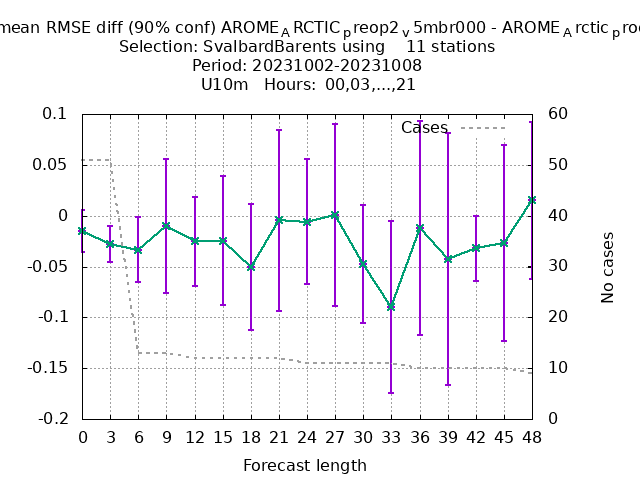 mean RMSE diff (90% conf) AROME_ARCTIC_preop2_v5mbr000 - AROME_Arctic_pro
Selection: SvalbardBarents using    11 stations
Period: 20231002-20231008
U10m   Hours: 00,03,...,21
Cases
0.1
0.05
0
-0.05
-0.1
-0.15
-0.2
60
50
40
30
20
10
0
No cases
0 3 6 9 12 15 18 21 24 27 30 33 36 39 42 45 48
Forecast length